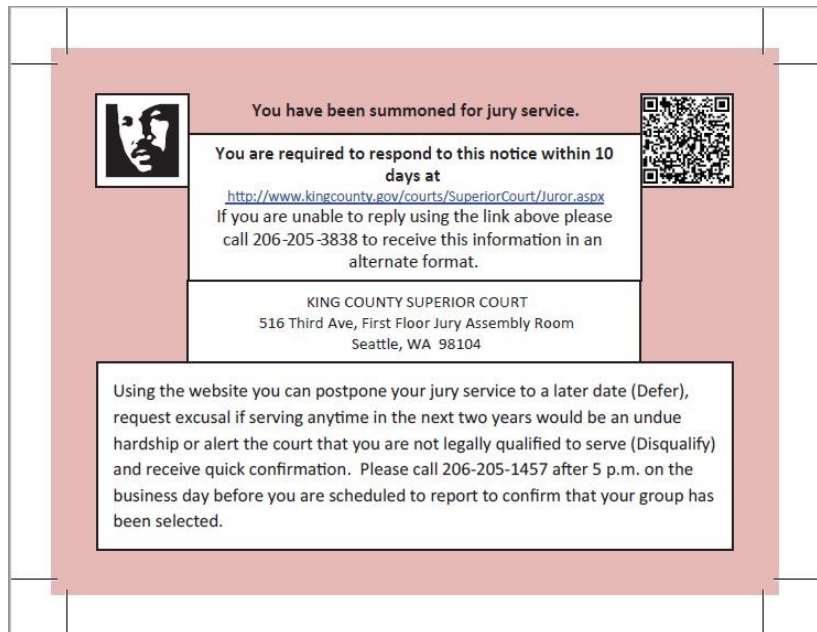 You have been summoned for jury service.
You are required to respond to this notice within 10
days at
http://www.kingcounty.gov/courts/SuperiorCourt/Juror.aspx
If you are unable to reply using the link above please
call 206-205-3838 to receive this information in an
alternate format.
KING COUNTY SUPERIOR COURT
516 Third Ave, First Floor Jury Assembly Room
Seattle, WA  98104
Using the website you can postpone your jury service to a later date (Defer),
request excusal if serving anytime in the next two years would be an undue
hardship or alert the court that you are not legally qualified to serve (Disqualify)
and receive quick confirmation.  Please call 206-205-1457 after 5 p.m. on the
business day before you are scheduled to report to confirm that your group has
been selected.